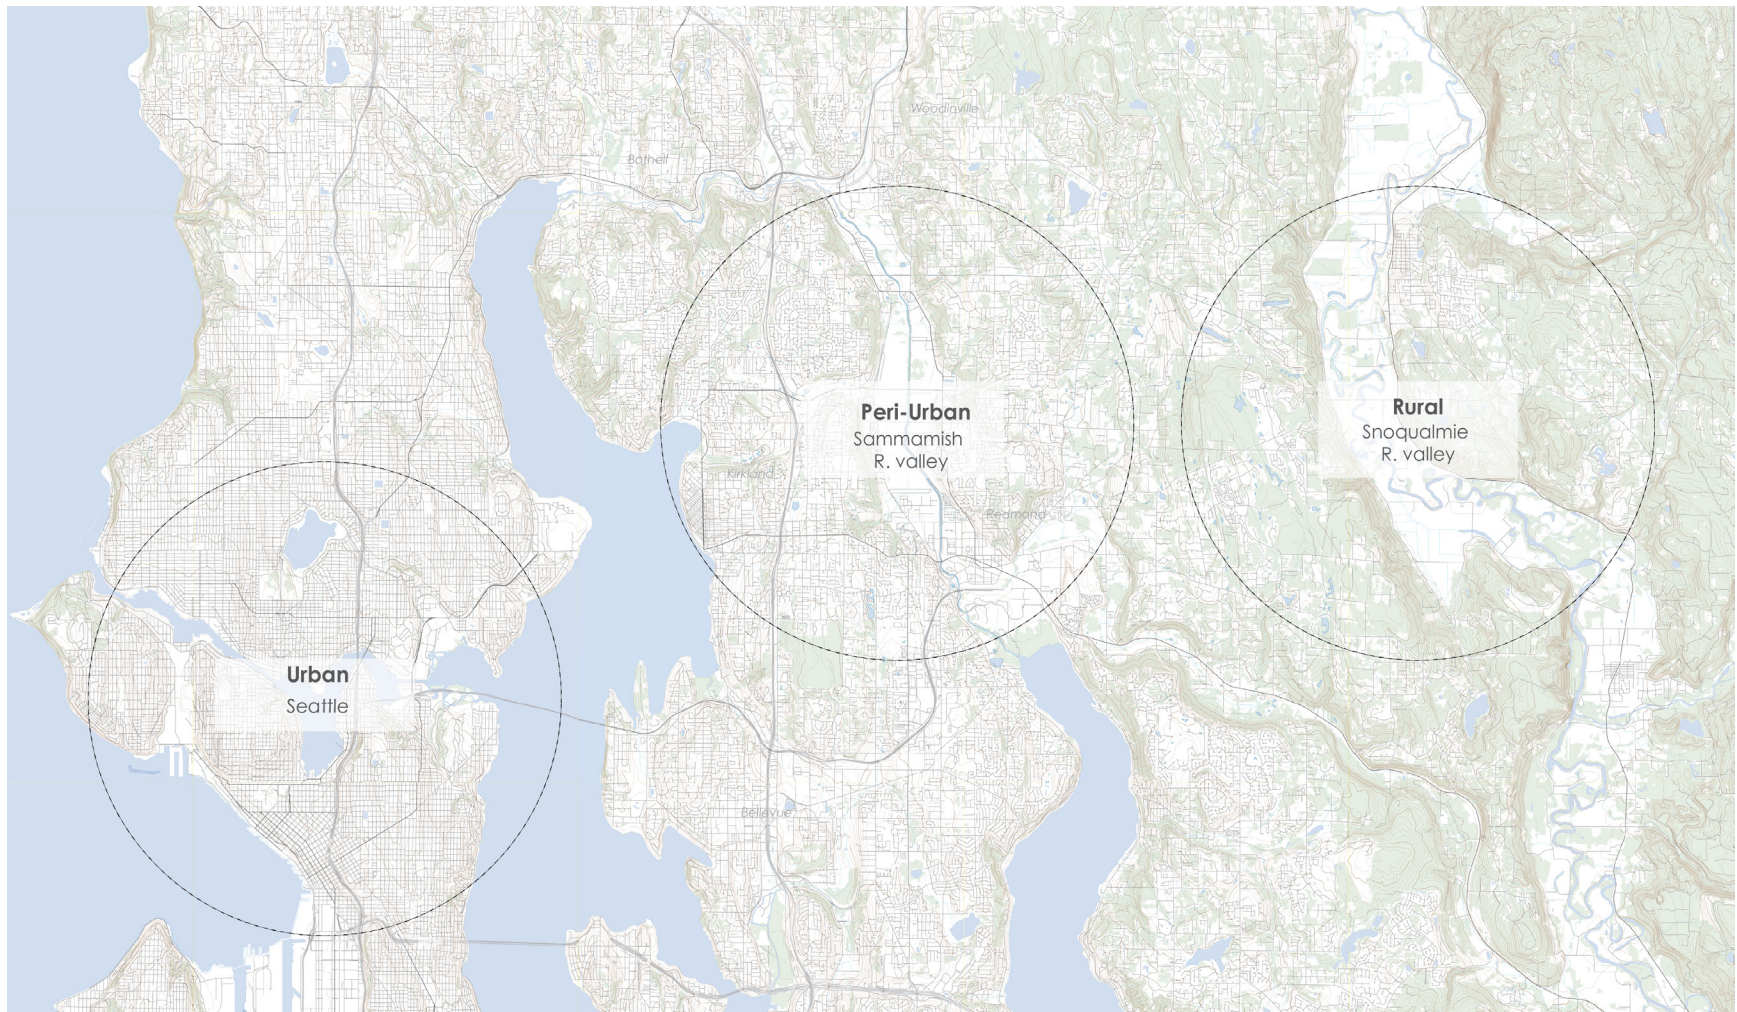 Woodinville
Bothell
Peri-Urban
Sammamish
R. valley
Rural
Snoqualmie
R. valley
Kirkland
Redmond
Urban
Seattle
Bellevue